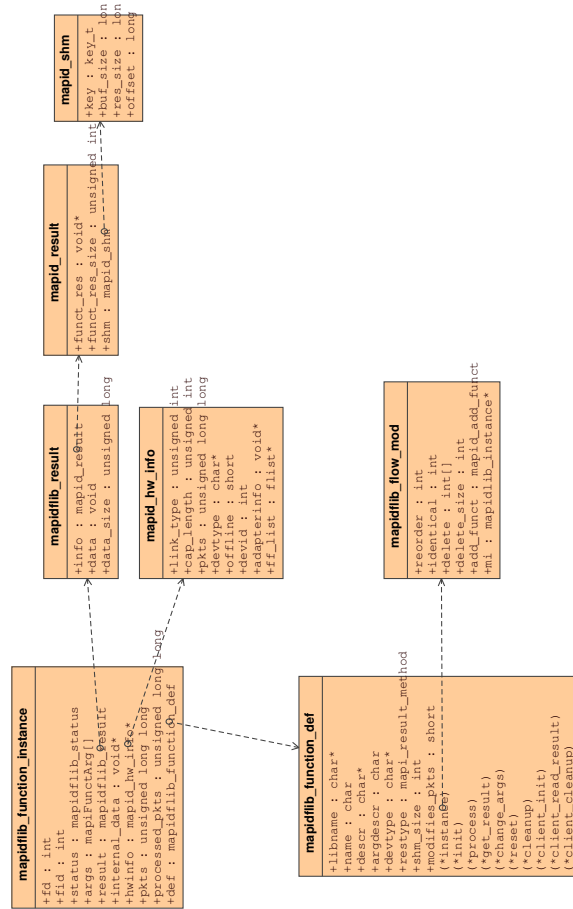 mapidflib_function_instance
+fd : int
+fid : int
+status : mapidflib_status
+args : mapiFunctArg[]
+result : mapidflib_result
+internal_data : void*
+hwinfo : mapid_hw_info*
+pkts : unsigned long long
+processed_pkts : unsigned long long
+def : mapidflib_function_def
mapidflib_result
+info : mapid_result
+data : void
+data_size : unsigned long
mapid_result
+funct_res : void*
+funct_res_size : unsigned int
+shm : mapid_shm
mapid_shm
+key : key_t
+buf_size : lon
+res_size : lon
+offset : long
mapid_hw_info
+link_type : unsigned int
+cap_length : unsigned int
+pkts : unsigned long long
+devtype : char*
+offline : short
+devid : int
+adapterinfo : void*
+ff_list : flist*
mapidflib_function_def
+libname : char*
+name : char
+descr : char*
+argdescr : char
+devtype : char*
+restype : mapi_result_method
+shm_size : int
+modifies_pkts : short
(*instance)
(*init)
(*process)
(*get_result)
(*change_args)
(*reset)
(*cleanup)
(*client_init)
(*client_read_result)
(*client_cleanup)
mapidflib_flow_mod
+reorder : int
+identical : int
+delete : int[]
+delete_size : int
+add_funct : mapid_add_funct
+mi : mapidlib_instance*